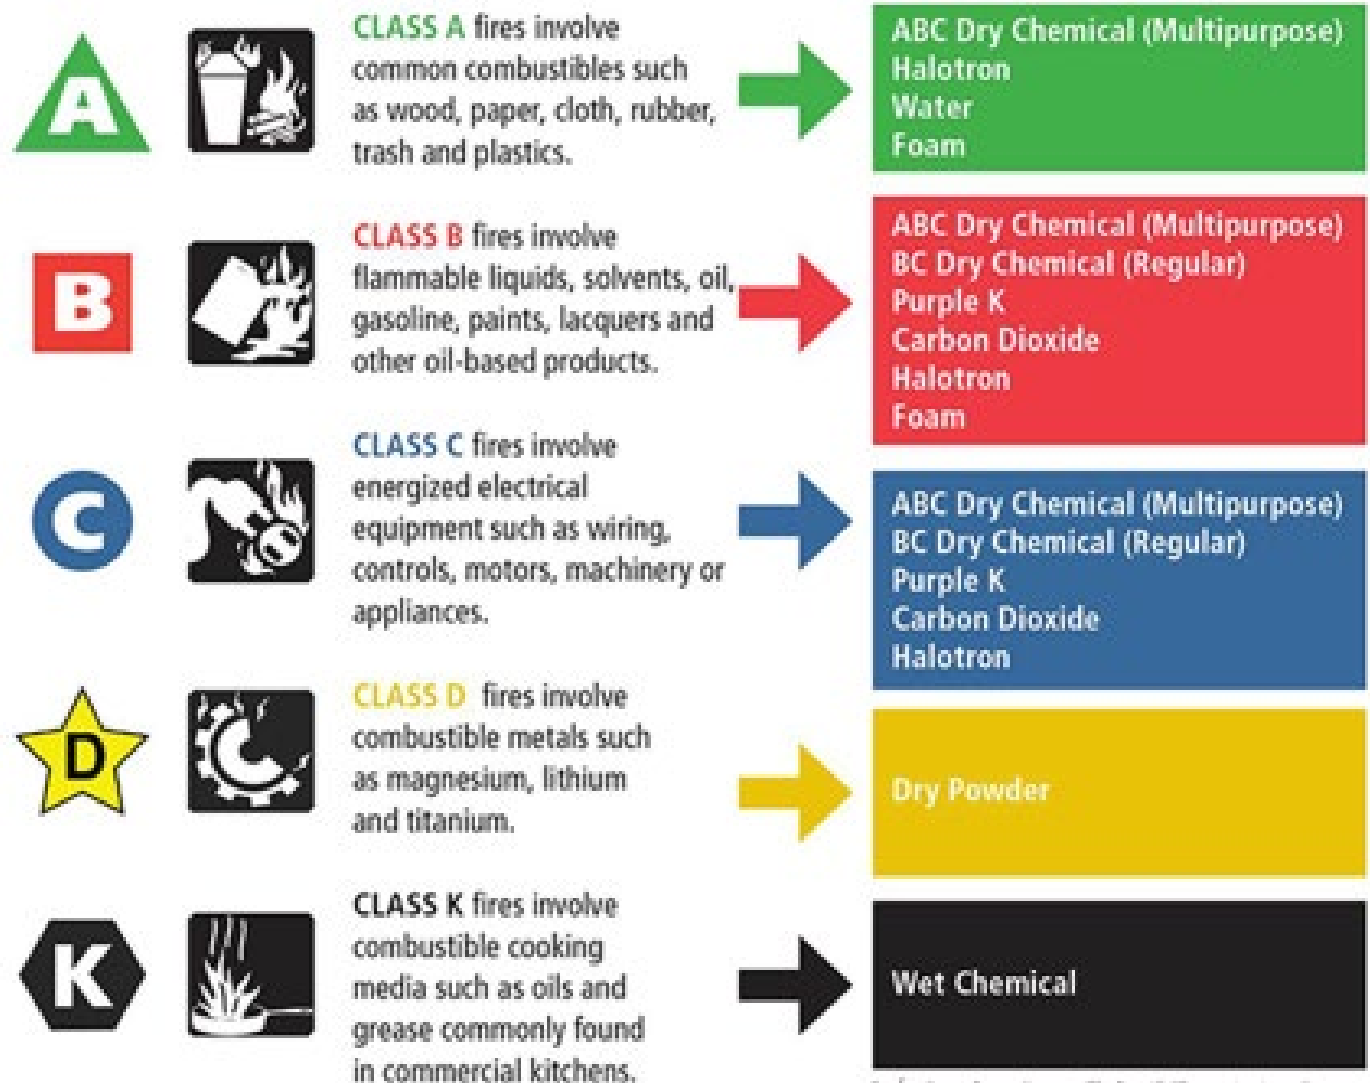 A
CLASS A fires involve
common combustibles such
as wood, paper, cloth, rubber,
trash and plastics.
ABC Dry Chemical (Multipurpose)
Halotron
Water
Foam
B
CLASS B fires involve
flammable liquids, solvents, oil,
gasoline, paints, lacquers and
other oil-based products.
ABC Dry Chemical (Multipurpose)
BC Dry Chemical (Regular)
Purple K
Carbon Dioxide
Halotron
Foam
C
CLASS C fires involve
energized electrical
equipment such as wiring,
controls, motors, machinery or
appliances.
ABC Dry Chemical (Multipurpose)
BC Dry Chemical (Regular)
Purple K
Carbon Dioxide
Halotron
D
CLASS D fires involve
combustible metals such
as magnesium, lithium
and titanium.
Dry Powder
K
CLASS K fires involve
combustible cooking
media such as oils and
grease commonly found
in commercial kitchens.
Wet Chemical